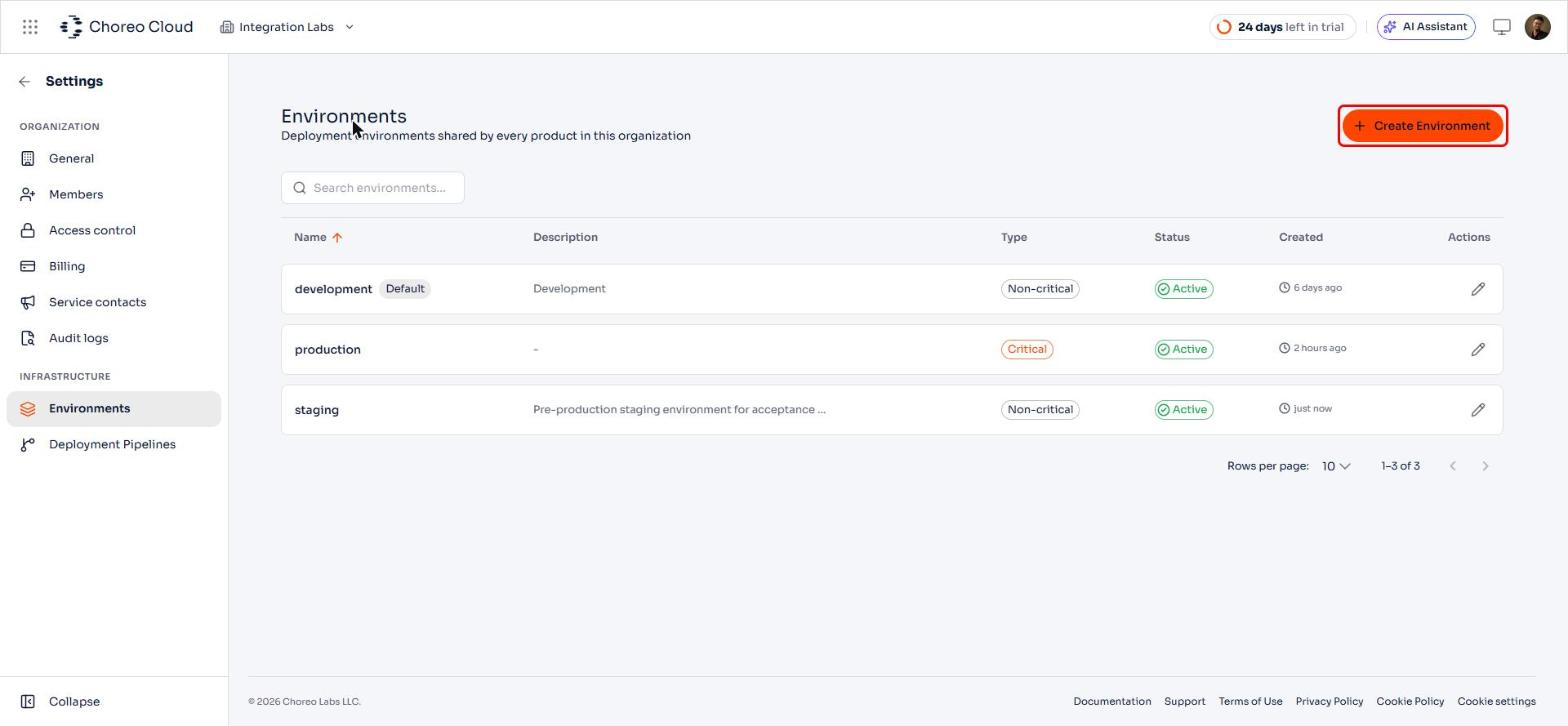 Choreo Cloud
Integration Labs
24 days left in trial
AI Assistant
Settings
ORGANIZATION
General
Members
Access control
Billing
Service contacts
Audit logs
INFRASTRUCTURE
Environments
Deployment Pipelines
Collapse
Environments
Deployment environments shared by every product in this organization
+ Create Environment
Search environments...
Name Description Type Status Created Actions
development Default Development Non-critical Active 6 days ago
production - Critical Active 2 hours ago
staging Pre-production staging environment for acceptance ... Non-critical Active just now
Rows per page: 10 1–3 of 3
© 2026 Choreo Labs LLC.
Documentation Support Terms of Use Privacy Policy Cookie Policy Cookie settings